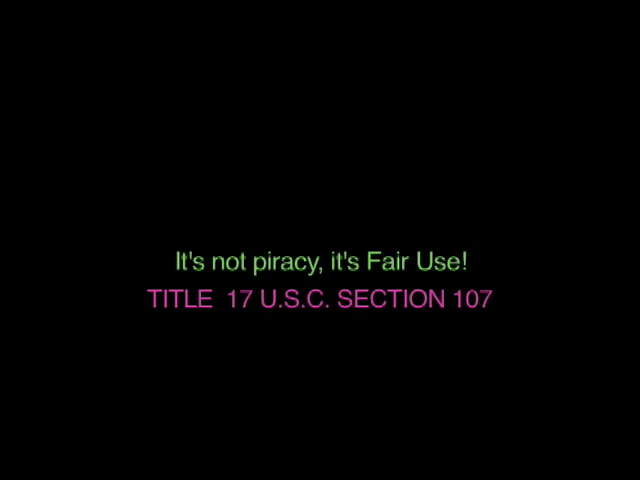 It's not piracy, it's Fair Use!
TITLE  17 U.S.C. SECTION 107